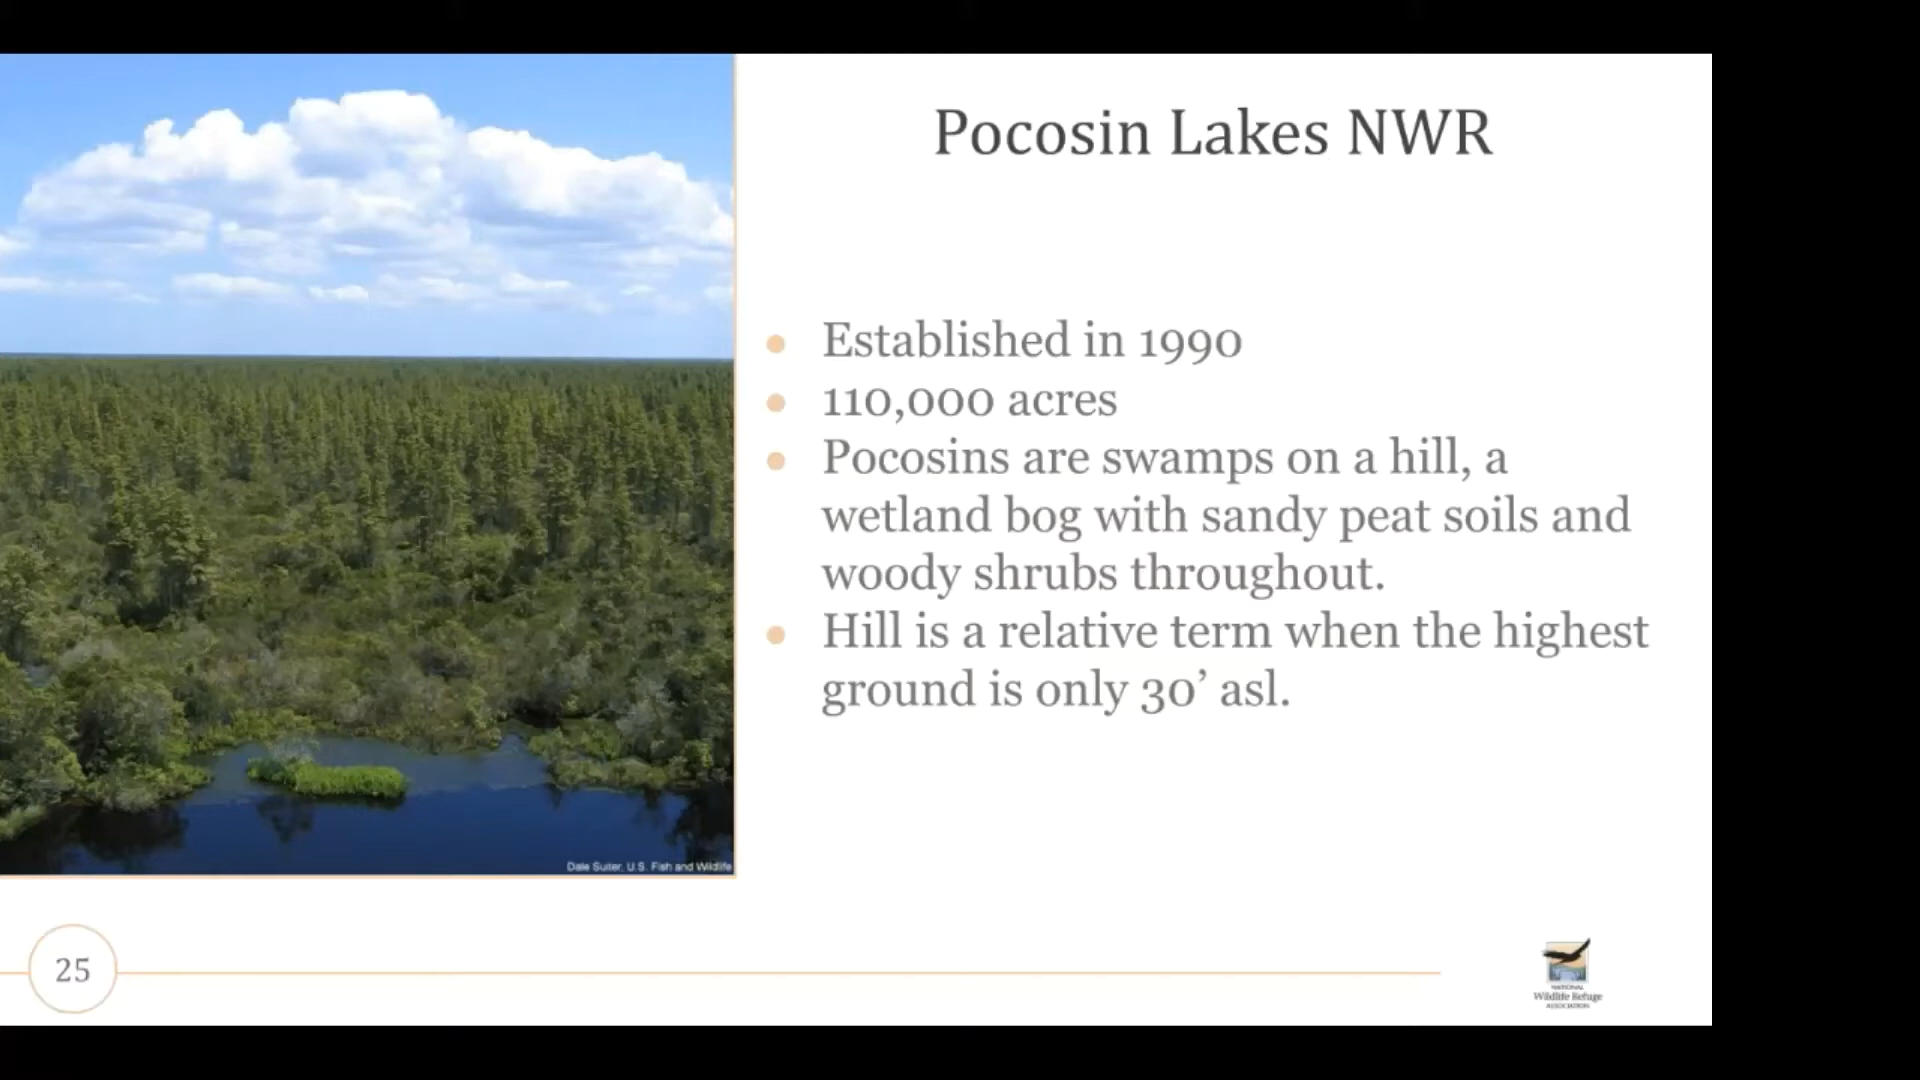 Pocosin Lakes NWR
Established in 1990
110,000 acres
Pocosins are swamps on a hill, a
wetland bog with sandy peat soils and
woody shrubs throughout.
Hill is a relative term when the highest
ground is only 30’ asl.
Dale Suiter, U.S. Fish and Wildlife
25
NATIONAL
Wildlife Refuge
ASSOCIATION